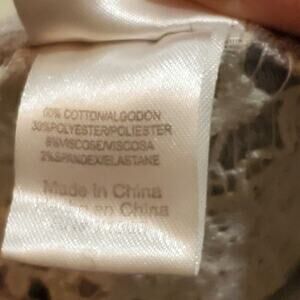 60% COTTON/ALGODON
30%POLYESTER/POLIESTER
8%VISCOSE/VISCOSA
2%SPANDEX/ELASTANE
Made in China
en China